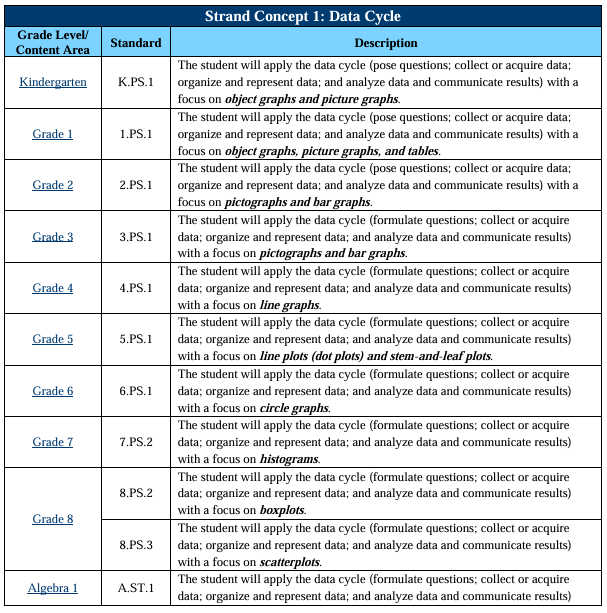 Strand Concept 1: Data Cycle
Grade Level/
Content Area
Standard
Description
Kindergarten
K.PS.1
The student will apply the data cycle (pose questions; collect or acquire data;
organize and represent data; and analyze data and communicate results) with a
focus on object graphs and picture graphs.
Grade 1
1.PS.1
The student will apply the data cycle (pose questions; collect or acquire data;
organize and represent data; and analyze data and communicate results) with a
focus on object graphs, picture graphs, and tables.
Grade 2
2.PS.1
The student will apply the data cycle (pose questions; collect or acquire data;
organize and represent data; and analyze data and communicate results) with a
focus on pictographs and bar graphs.
Grade 3
3.PS.1
The student will apply the data cycle (formulate questions; collect or acquire
data; organize and represent data; and analyze data and communicate results)
with a focus on pictographs and bar graphs.
Grade 4
4.PS.1
The student will apply the data cycle (formulate questions; collect or acquire
data; organize and represent data; and analyze data and communicate results)
with a focus on line graphs.
Grade 5
5.PS.1
The student will apply the data cycle (formulate questions; collect or acquire
data; organize and represent data; and analyze data and communicate results)
with a focus on line plots (dot plots) and stem-and-leaf plots.
Grade 6
6.PS.1
The student will apply the data cycle (formulate questions; collect or acquire
data; organize and represent data; and analyze data and communicate results)
with a focus on circle graphs.
Grade 7
7.PS.2
The student will apply the data cycle (formulate questions; collect or acquire
data; organize and represent data; and analyze data and communicate results)
with a focus on histograms.
Grade 8
8.PS.2
The student will apply the data cycle (formulate questions; collect or acquire
data; organize and represent data; and analyze data and communicate results)
with a focus on boxplots.
8.PS.3
The student will apply the data cycle (formulate questions; collect or acquire
data; organize and represent data; and analyze data and communicate results)
with a focus on scatterplots.
Algebra 1
A.ST.1
The student will apply the data cycle (formulate questions; collect or acquire
data; organize and represent data; and analyze data and communicate results)